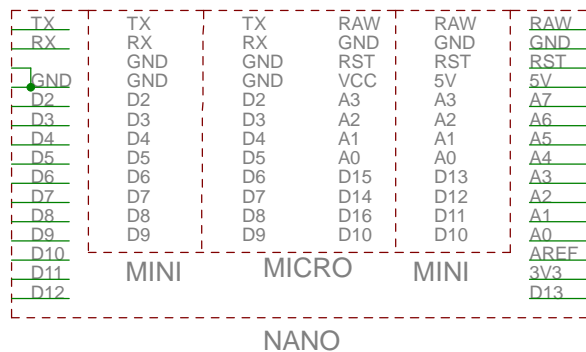 TX TX TX RAW RAW RAW
RX RX RX GND GND GND
GND GND RST RST RST
GND GND GND VCC 5V 5V
D2 D2 D2 A3 A3 A7
D3 D3 D3 A2 A2 A6
D4 D4 D4 A1 A1 A5
D5 D5 D5 A0 A0 A4
D6 D6 D6 D15 D13 A3
D7 D7 D7 D14 D12 A2
D8 D8 D8 D16 D11 A1
D9 D9 D9 D10 D10 A0
D10 AREF
D11 MINI MICRO MINI 3V3
D12 D13
NANO